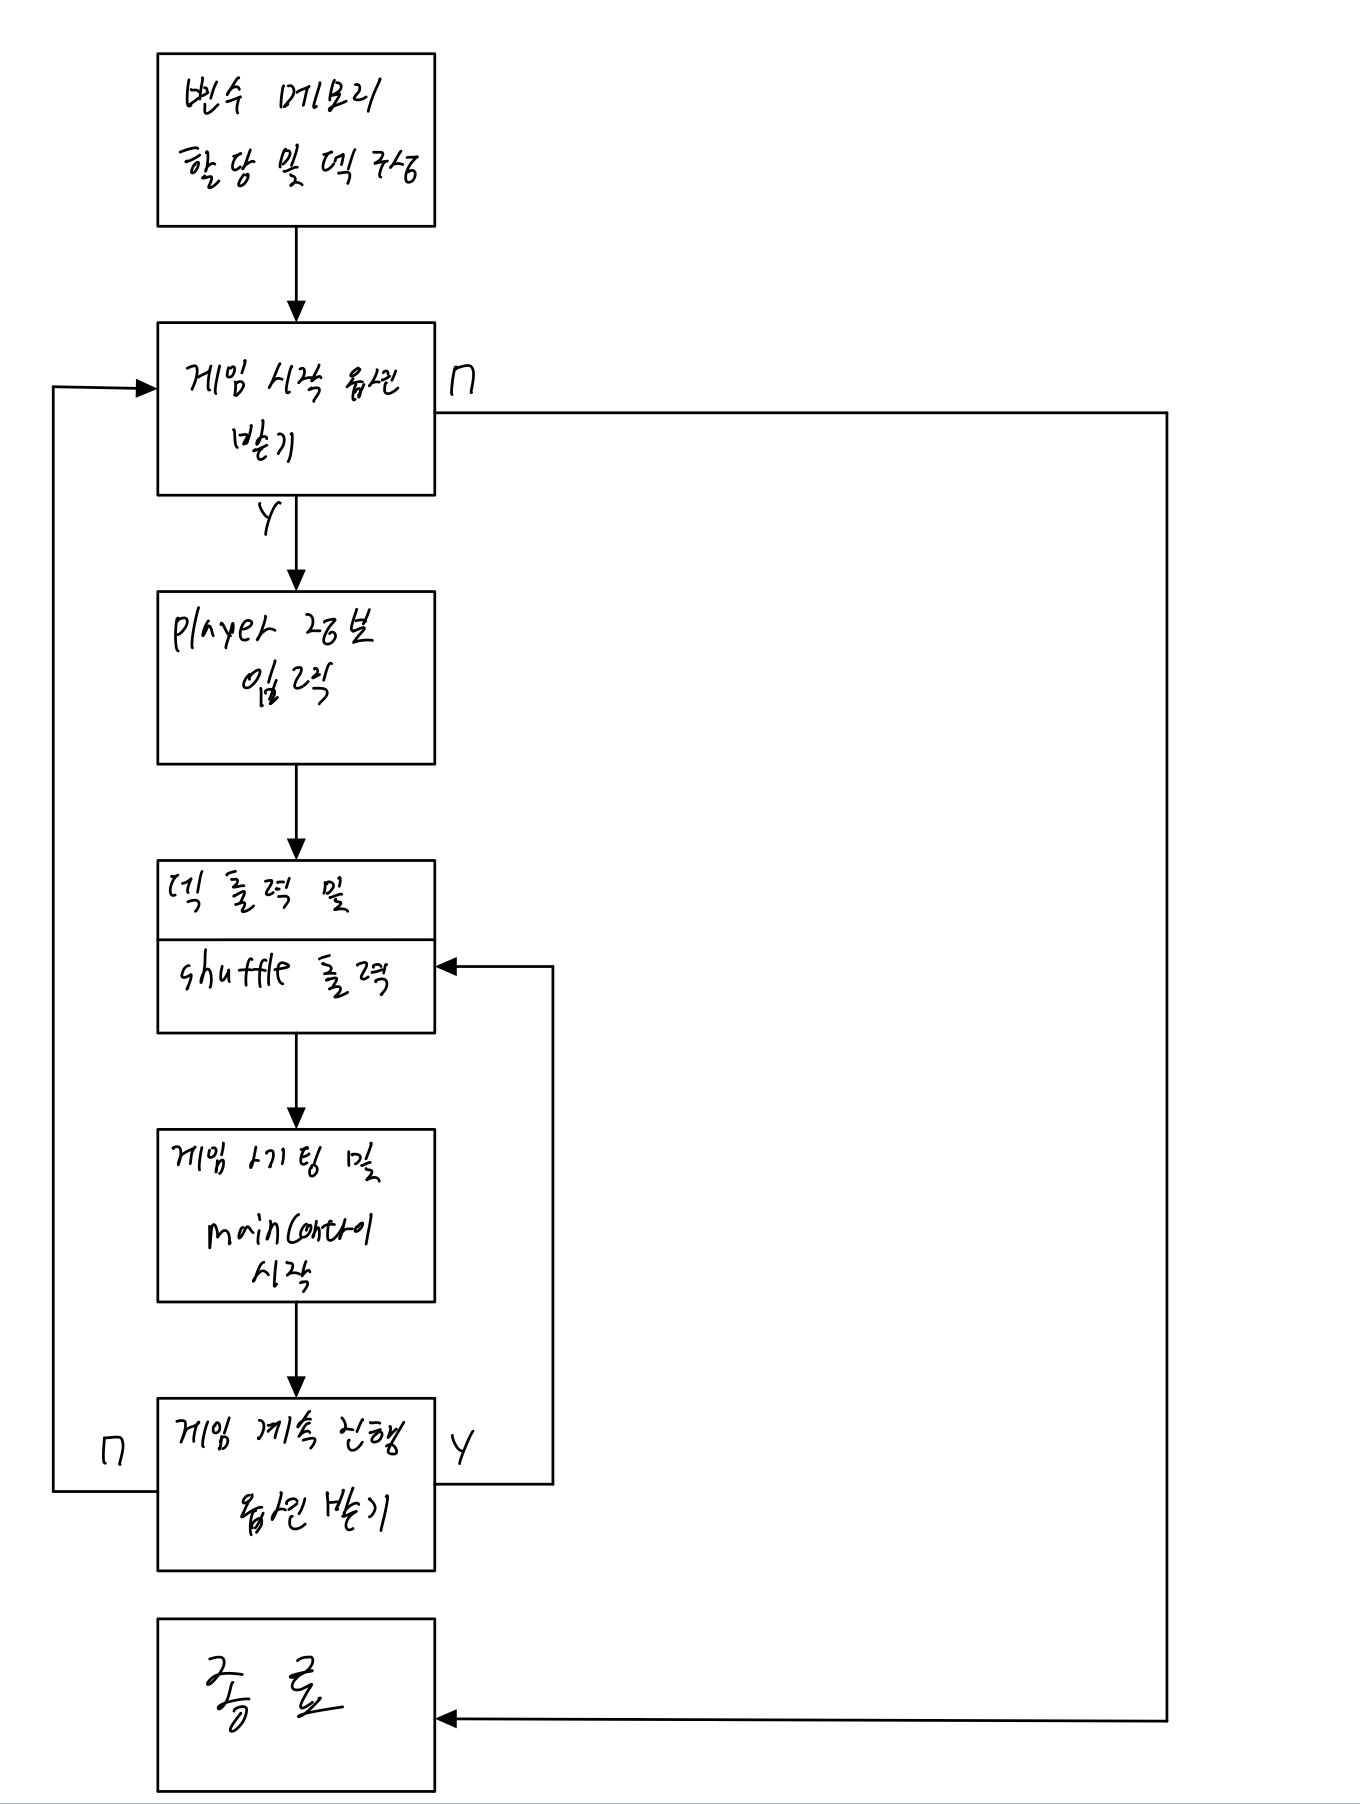 변수 메모리
할당 및 덱 저장
게임 시작 옵션
받기
n
Y
player 정보
입력
덱 출력 및
shuffle 출력
게임 세팅 및
mainControl
시작
게임 계속 진행
옵션 받기
n
Y
종료